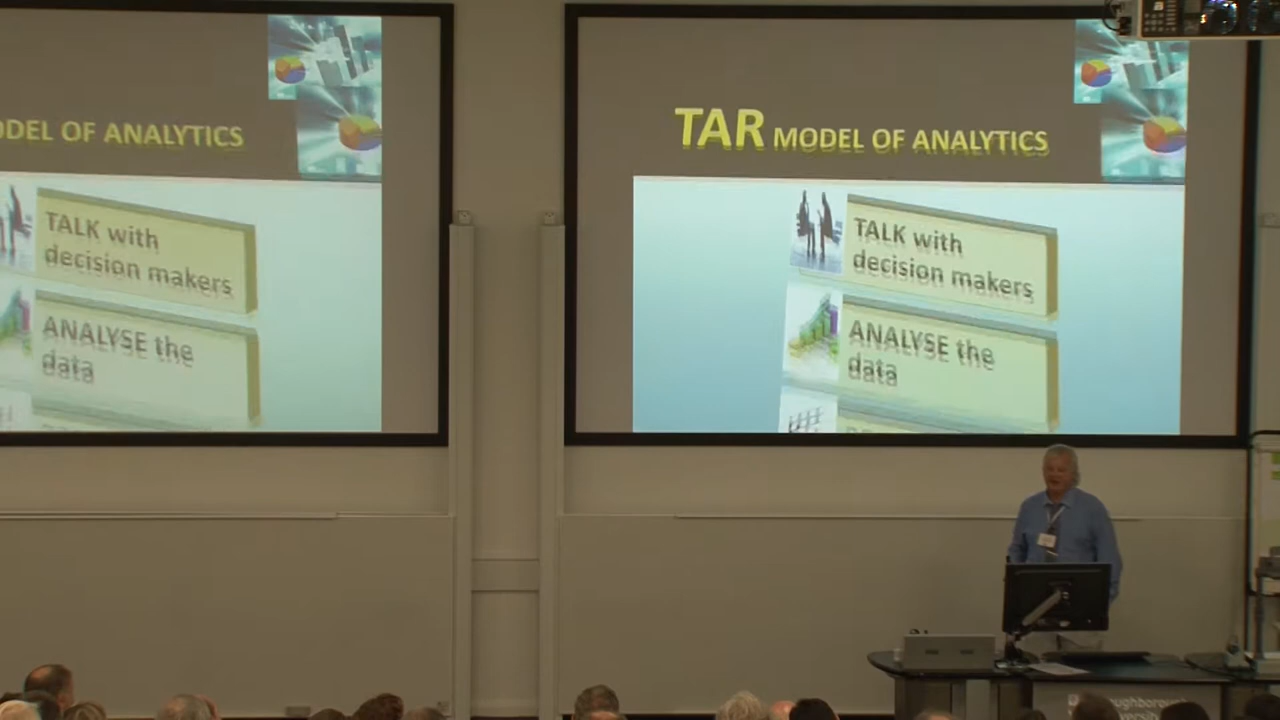 MODEL OF ANALYTICS
TALK with
decision makers
ANALYSE the
data
TAR MODEL OF ANALYTICS
TALK with
decision makers
ANALYSE the
data